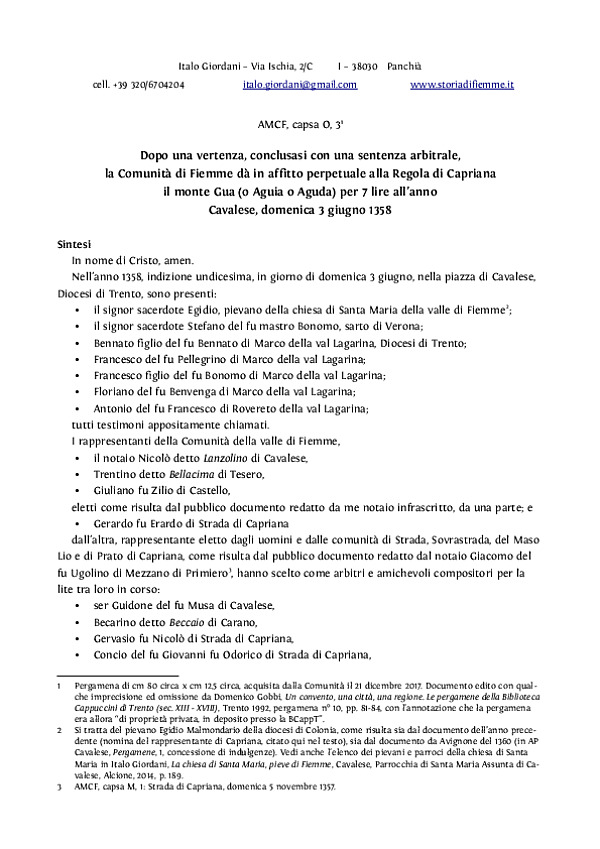 Italo Giordani – Via Ischia, 2/C I – 38030 Panchià
cell. +39 320/6704204 italo.giordani@gmail.com www.storiadifiemme.it
AMCF, capsa O, 3¹
Dopo una vertenza, conclusasi con una sentenza arbitrale,
la Comunità di Fiemme dà in affitto perpetuale alla Regola di Capriana
il monte Gua (o Aguia o Aguda) per 7 lire all'anno
Cavalese, domenica 3 giugno 1358
Sintesi
In nome di Cristo, amen.
Nell'anno 1358, indizione undicesima, in giorno di domenica 3 giugno, nella piazza di Cavalese,
Diocesi di Trento, sono presenti:
• il signor sacerdote Egidio, pievano della chiesa di Santa Maria della valle di Fiemme²;
• il signor sacerdote Stefano del fu mastro Bonomo, sarto di Verona;
• Bennato figlio del fu Bennato di Marco della val Lagarina, Diocesi di Trento;
• Francesco del fu Pellegrino di Marco della val Lagarina;
• Francesco figlio del fu Bonomo di Marco della val Lagarina;
• Floriano del fu Benvenga di Marco della val Lagarina;
• Antonio del fu Francesco di Rovereto della val Lagarina;
tutti testimoni appositamente chiamati.
I rappresentanti della Comunità della valle di Fiemme,
• il notaio Nicolò detto Lanzolino di Cavalese,
• Trentino detto Bellacima di Tesero,
• Giuliano fu Zilio di Castello,
eletti come risulta dal pubblico documento redatto da me notaio infrascritto, da una parte; e
• Gerardo fu Erardo di Strada di Capriana
dall'altra, rappresentante eletto dagli uomini e dalle comunità di Strada, Sovrastrada, del Maso
Lio e di Prato di Capriana, come risulta dal pubblico documento redatto dal notaio Giacomo del
fu Ugolino di Mezzano di Primiero³, hanno scelto come arbitri e amichevoli compositori per la
lite tra loro in corso:
• ser Guidone del fu Musa di Cavalese,
• Becarino detto Beccaio di Carano,
• Gervasio fu Nicolò di Strada di Capriana,
• Concio del fu Giovanni fu Odorico di Strada di Capriana,
1 Pergamena di cm 80 circa x cm 12,5 circa, acquisita dalla Comunità il 21 dicembre 2017. Documento edito con qual-
che imprecisione ed omissione da Domenico Gobbi, Un convento, una città, una regione. Le pergamene della Biblioteca
Cappuccini di Trento (sec. XIII - XVIII), Trento 1992, pergamena n° 10, pp. 81-84, con l'annotazione che la pergamena
era allora "di proprietà privata, in deposito presso la BCappT".
2 Si tratta del pievano Egidio Malmondario della diocesi di Colonia, come risulta sia dal documento dell'anno prece-
dente (nomina del rappresentante di Capriana, citato qui nel testo), sia dal documento da Avignone del 1360 (in AP
Cavalese, Pergamene, 1, concessione di indulgenze). Vedi anche l'elenco dei pievani e parroci della chiesa di Santa
Maria in Italo Giordani, La chiesa di Santa Maria, pieve di Fiemme, Cavalese, Parrocchia di Santa Maria Assunta di Ca-
valese, Alcione, 2014, p. 189.
3 AMCF, capsa M, 1: Strada di Capriana, domenica 5 novembre 1357.